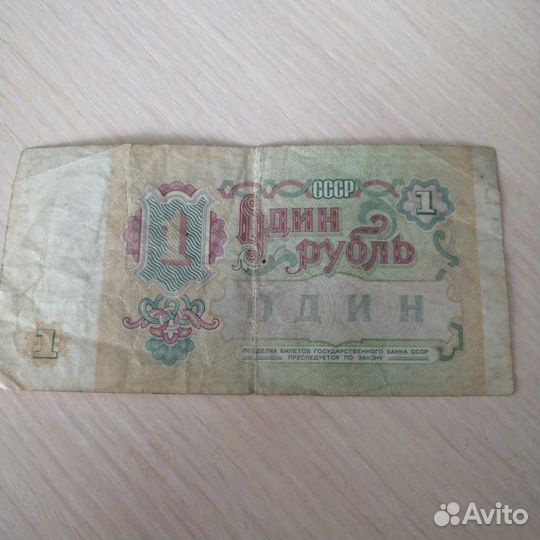 СССР
1
1
Один
рубль
ОДИН
1
ПОДДЕЛКА БИЛЕТОВ ГОСУДАРСТВЕННОГО БАНКА СССР
ПРЕСЛЕДУЕТСЯ ПО ЗАКОНУ
Avito